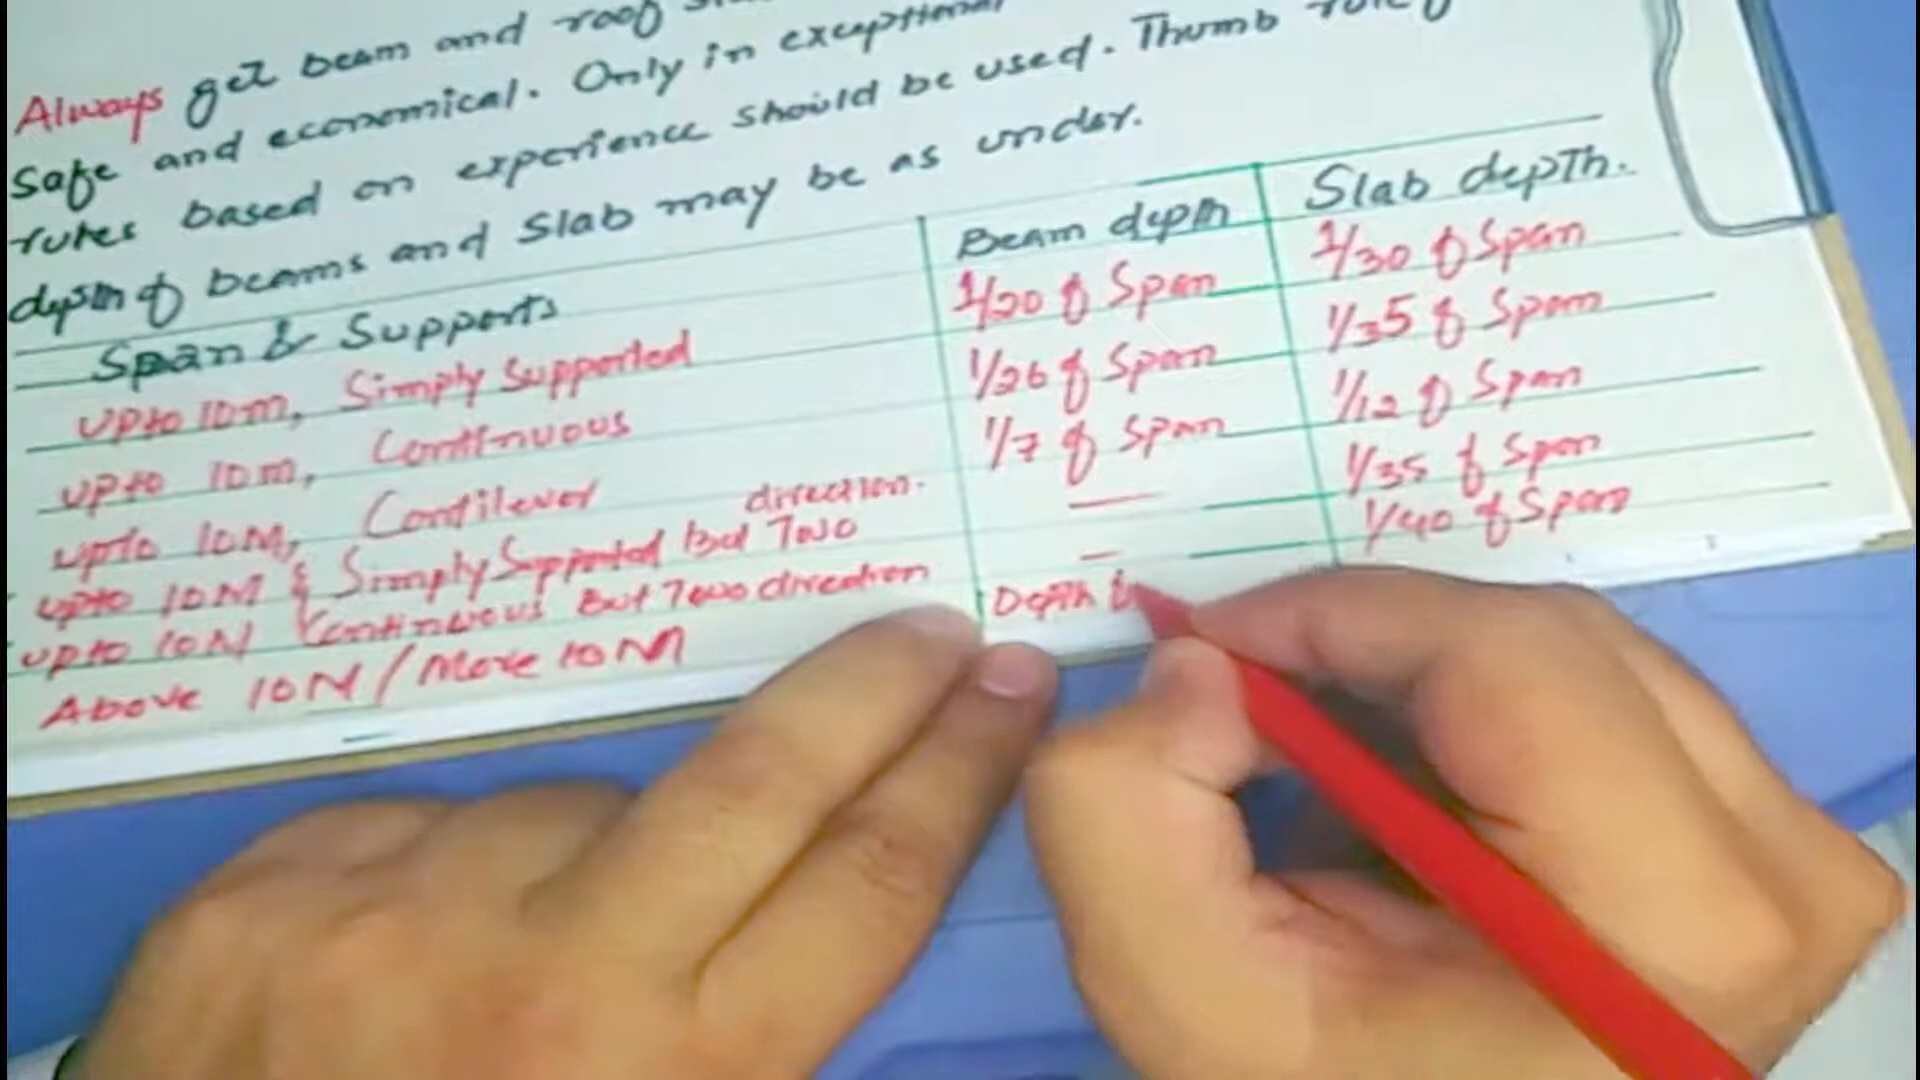 Always get beam and roof
Safe and economical. Only in exceptional
rules based on experience should be used. Thumb rule of
depth of beams and Slab may be as under.
Span & Supports Beam depth Slab depth.
upto 10m, Simply Supported 1/20 of Span 1/30 of Span
upto 10m, Continuous 1/26 of Span 1/35 of Span
upto 10M, Cantilever 1/7 of Span 1/12 of Span
direction.
upto 10M & Simply Supported But Two — 1/35 of Span
upto 10M Continuous But Two direction — 1/40 of Span
Above 10M / More 10M Depth